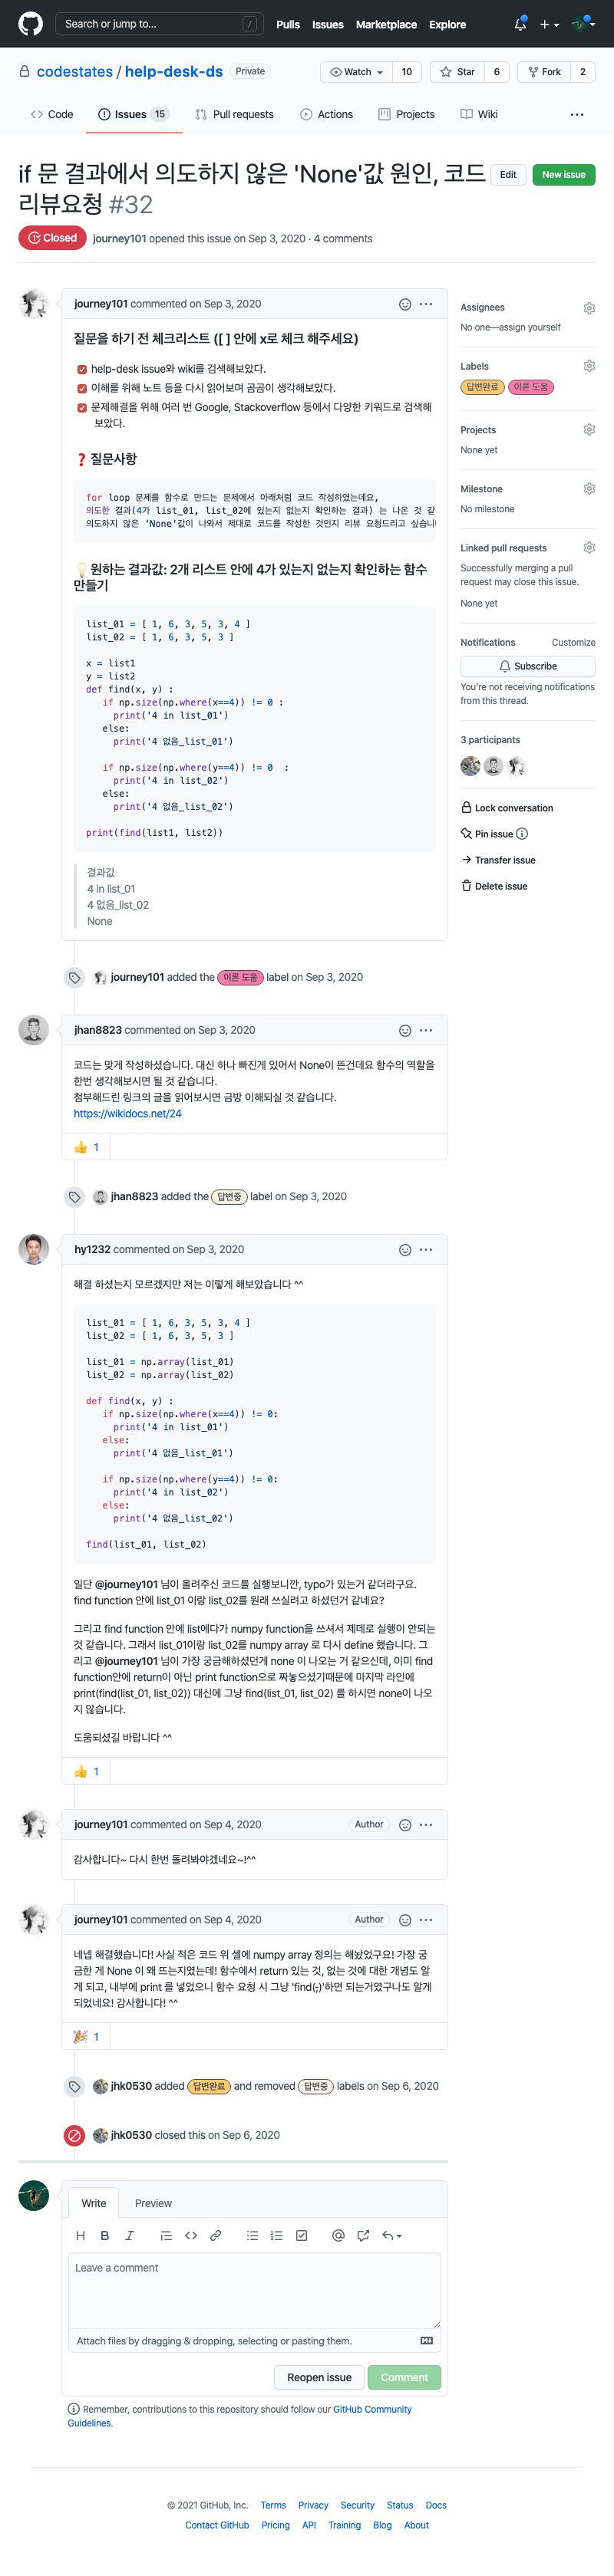 Search or jump to... /
Pulls Issues Marketplace Explore
codestates / help-desk-ds Private
Watch 10 Star 6 Fork 2
Code Issues 15 Pull requests Actions Projects Wiki ...
if 문 결과에서 의도하지 않은 'None'값 원인, 코드
리뷰요청 #32
Edit New issue
Closed journey101 opened this issue on Sep 3, 2020 · 4 comments
journey101 commented on Sep 3, 2020
질문을 하기 전 체크리스트 ([ ] 안에 x로 체크 해주세요)
help-desk issue와 wiki를 검색해보았다.
이해를 위해 노트 등을 다시 읽어보며 곰곰이 생각해보았다.
문제해결을 위해 여러 번 Google, Stackoverflow 등에서 다양한 키워드로 검색해
보았다.
❓ 질문사항
for loop 문제를 함수로 만드는 문제에서 아래처럼 코드 작성하였는데요,
의도한 결과(4가 list_01, list_02에 있는지 없는지 확인하는 결과) 는 나온 것 같
의도하지 않은 'None'값이 나와서 제대로 코드를 작성한 것인지 리뷰 요청드리고 싶습니
💡 원하는 결과값: 2개 리스트 안에 4가 있는지 없는지 확인하는 함수
만들기
list_01 = [ 1, 6, 3, 5, 3, 4 ]
list_02 = [ 1, 6, 3, 5, 3 ]
x = list1
y = list2
def find(x, y) :
if np.size(np.where(x==4)) != 0 :
print('4 in list_01')
else:
print('4 없음_list_01')
if np.size(np.where(y==4)) != 0  :
print('4 in list_02')
else:
print('4 없음_list_02')
print(find(list1, list2))
결과값
4 in list_01
4 없음_list_02
None
Assignees
No one—assign yourself
Labels
답변완료 이론 도움
Projects
None yet
Milestone
No milestone
Linked pull requests
Successfully merging a pull
request may close this issue.
None yet
Notifications Customize
Subscribe
You're not receiving notifications
from this thread.
3 participants
Lock conversation
Pin issue
Transfer issue
Delete issue
journey101 added the 이론 도움 label on Sep 3, 2020
jhan8823 commented on Sep 3, 2020
코드는 맞게 작성하셨습니다. 대신 하나 빠진게 있어서 None이 뜬건데요 함수의 역할을
한번 생각해보시면 될 것 같습니다.
첨부해드린 링크의 글을 읽어보시면 금방 이해되실 것 같습니다.
https://wikidocs.net/24
👍 1
jhan8823 added the 답변중 label on Sep 3, 2020
hy1232 commented on Sep 3, 2020
해결 하셨는지 모르겠지만 저는 이렇게 해보았습니다 ^^
list_01 = [ 1, 6, 3, 5, 3, 4 ]
list_02 = [ 1, 6, 3, 5, 3 ]
list_01 = np.array(list_01)
list_02 = np.array(list_02)
def find(x, y) :
if np.size(np.where(x==4)) != 0:
print('4 in list_01')
else:
print('4 없음_list_01')
if np.size(np.where(y==4)) != 0:
print('4 in list_02')
else:
print('4 없음_list_02')
find(list_01, list_02)
일단 @journey101 님이 올려주신 코드를 실행보니깐, typo가 있는거 같더라구요.
find function 안에 list_01 이랑 list_02를 원래 쓰실려고 하셨던거 같네요?
그리고 find function 안에 list에다가 numpy function을 쓰셔서 제데로 실행이 안되는
것 같습니다. 그래서 list_01이랑 list_02를 numpy array 로 다시 define 했습니다. 그
리고 @journey101 님이 가장 궁금해하셨던게 none 이 나오는 거 같으신데, 이미 find
function안에 return이 아닌 print function으로 짜놓으셨기때문에 마지막 라인에
print(find(list_01, list_02)) 대신에 그냥 find(list_01, list_02) 를 하시면 none이 나오
지 않습니다.
도움되셨길 바랍니다 ^^
👍 1
journey101 commented on Sep 4, 2020 Author
감사합니다~ 다시 한번 돌려봐야겠네요~!^^
journey101 commented on Sep 4, 2020 Author
네넵 해결했습니다! 사실 적은 코드 위 셀에 numpy array 정의는 해놨었구요! 가장 궁
금한 게 None 이 왜 뜨는지였는데! 함수에서 return 있는 것, 없는 것에 대한 개념도 알
게 되고, 내부에 print 를 넣었으니 함수 요청 시 그냥 'find(;)'하면 되는거였구나도 알게
되었네요! 감사합니다! ^^
🎉 1
jhk0530 added 답변완료 and removed 답변중 labels on Sep 6, 2020
jhk0530 closed this on Sep 6, 2020
Write Preview
Leave a comment
Attach files by dragging & dropping, selecting or pasting them.
Reopen issue Comment
Remember, contributions to this repository should follow our GitHub Community
Guidelines.
© 2021 GitHub, Inc. Terms Privacy Security Status Docs
Contact GitHub Pricing API Training Blog About